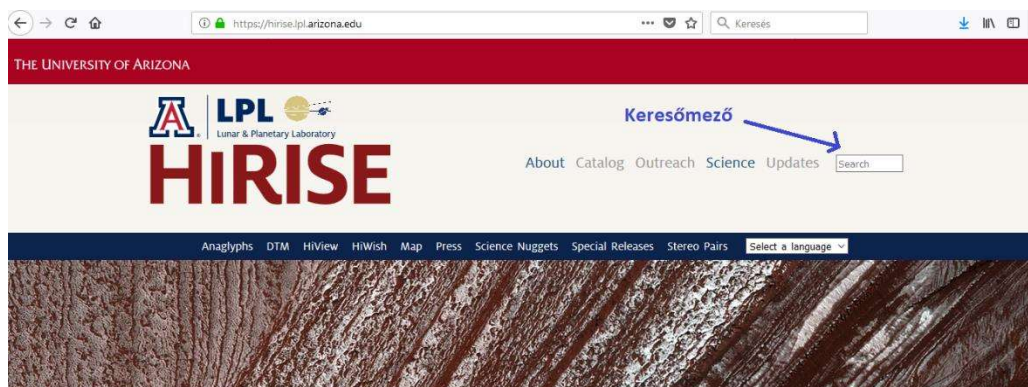 https://hirise.lpl.arizona.edu
Keresés
THE UNIVERSITY OF ARIZONA
A LPL
Lunar & Planetary Laboratory
HiRISE
Keresőmező
About Catalog Outreach Science Updates Search
Anaglyphs DTM HiView HiWish Map Press Science Nuggets Special Releases Stereo Pairs Select a language